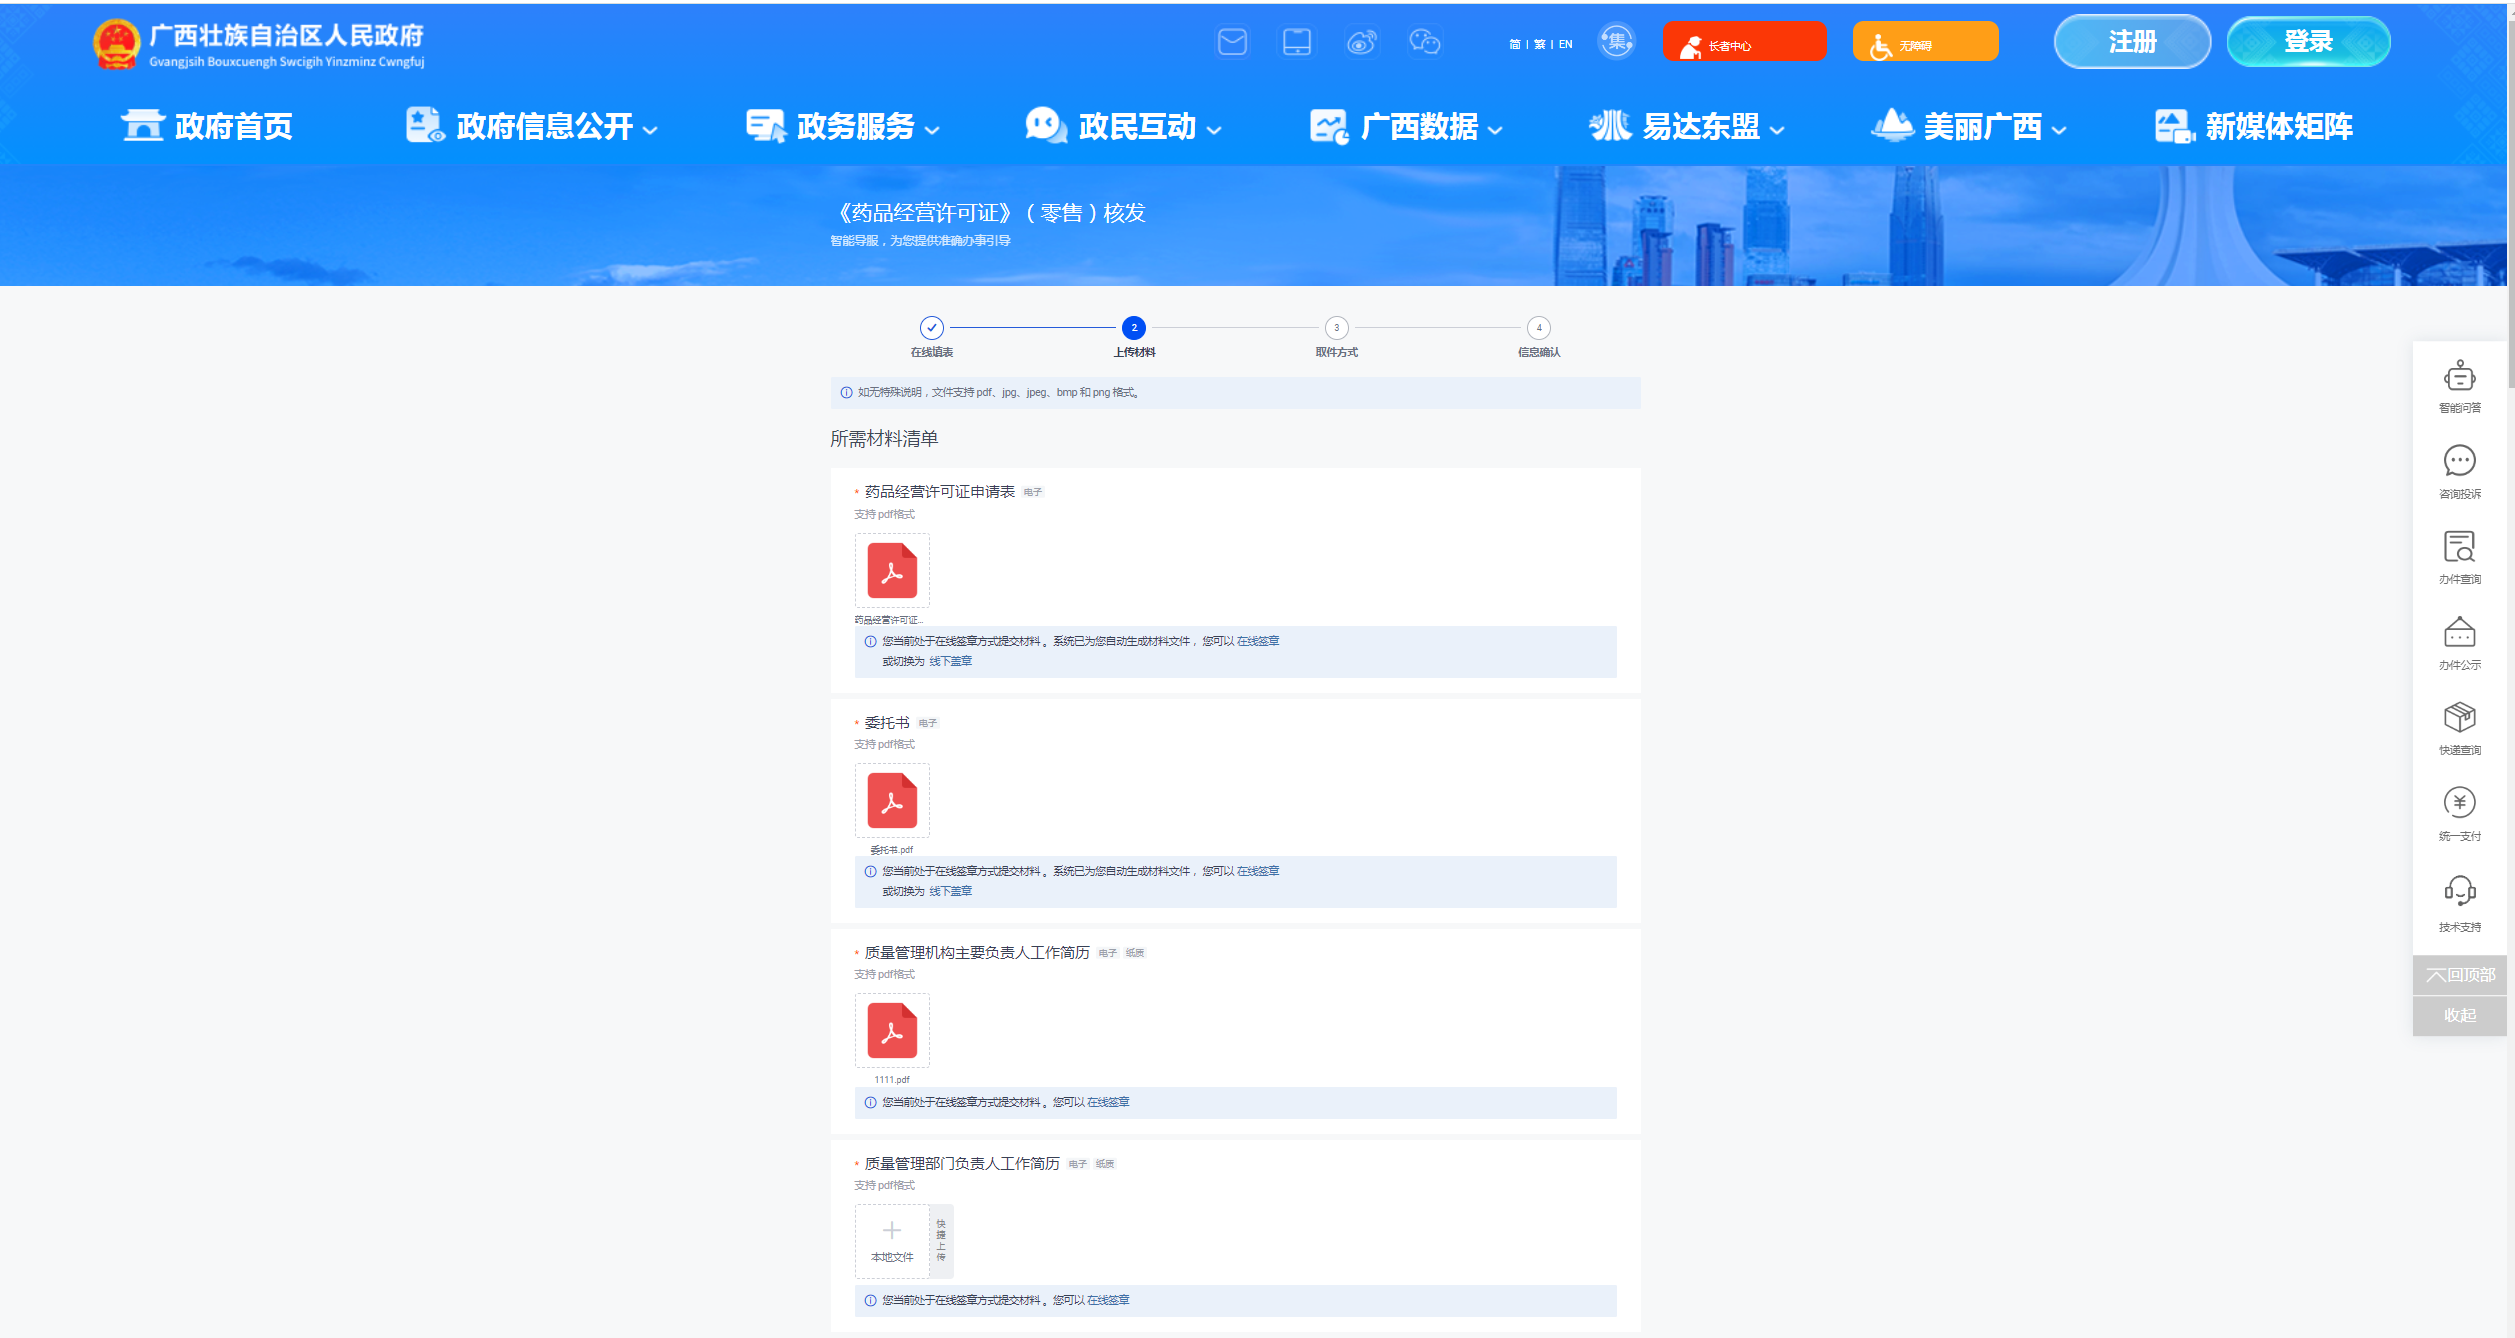 广西壮族自治区人民政府
Gvangjsih Bouxcuengh Swcigih Yinzminz Cwngfuj
简 | 繁 | EN
集
长者中心
无障碍
注册
登录
政府首页
政府信息公开
政务服务
政民互动
广西数据
易达东盟
美丽广西
新媒体矩阵
《药品经营许可证》（零售）核发
智能导服，为您提供准确办事引导
2
3
4
在线填表
上传材料
取件方式
信息确认
如无特殊说明，文件支持 pdf、jpg、jpeg、bmp 和 png 格式。
所需材料清单
* 药品经营许可证申请表 电子
支持 pdf格式
药品经营许可证...
您当前处于在线签章方式提交材料 。系统已为您自动生成材料文件 ，您可以 在线签章
或切换为 线下盖章
* 委托书 电子
支持 pdf格式
委托书.pdf
您当前处于在线签章方式提交材料 。系统已为您自动生成材料文件 ，您可以 在线签章
或切换为 线下盖章
* 质量管理机构主要负责人工作简历 电子 纸质
支持 pdf格式
1111.pdf
您当前处于在线签章方式提交材料 。您可以 在线签章
* 质量管理部门负责人工作简历 电子 纸质
支持 pdf格式
本地文件
快捷上传
您当前处于在线签章方式提交材料 。您可以 在线签章
智能问答
咨询投诉
办件查询
办件公示
快递查询
统一支付
技术支持
回顶部
收起